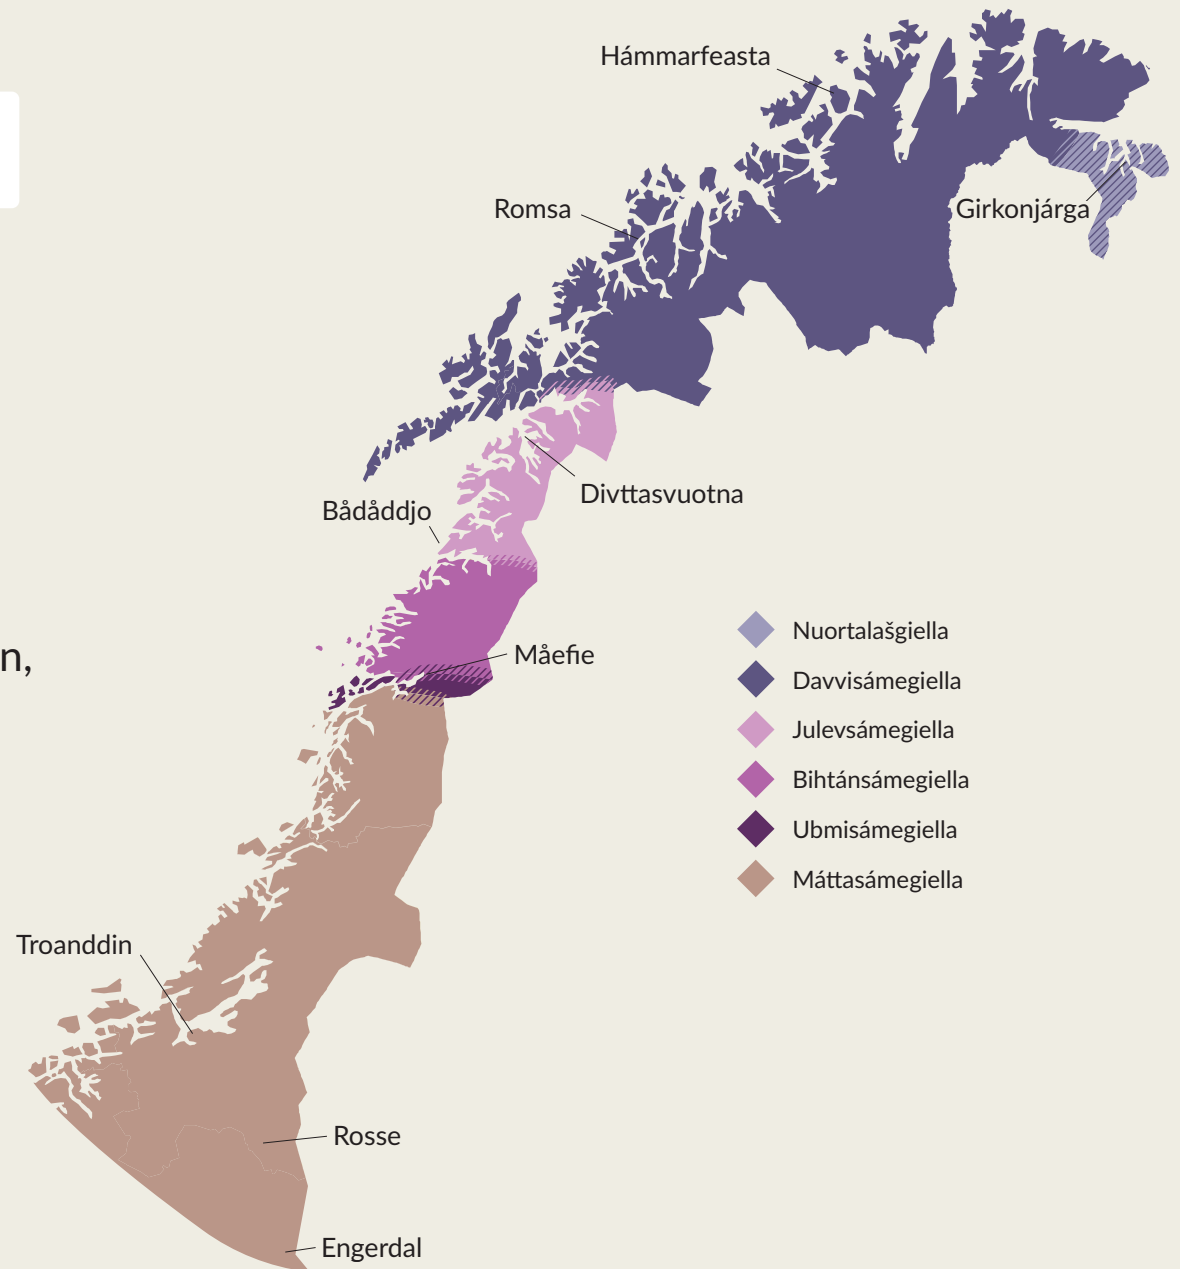 Hámmarfeasta
Romsa
Girkonjárga
Divttasvuotna
Bådåddjo
n,
Måefie
Nuortalašgiella
Davvisámegiella
Julevsámegiella
Bihtánsámegiella
Ubmisámegiella
Máttasámegiella
Troanddin
Rosse
Engerdal